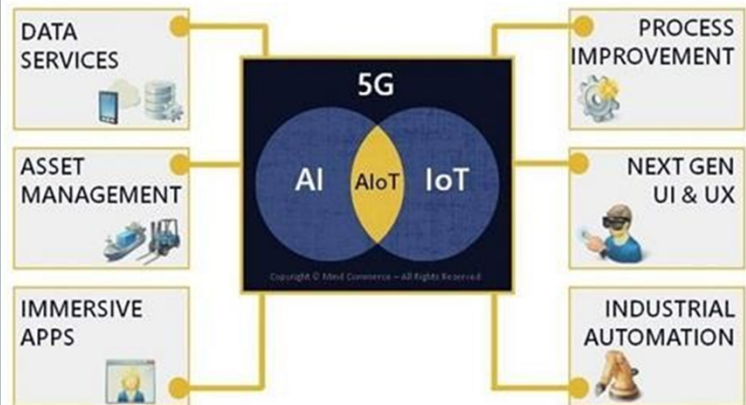 DATA
SERVICES
ASSET
MANAGEMENT
IMMERSIVE
APPS
5G
AI
AIoT
IoT
Copyright © Mind Commerce – All Rights Reserved
PROCESS
IMPROVEMENT
NEXT GEN
UI & UX
INDUSTRIAL
AUTOMATION